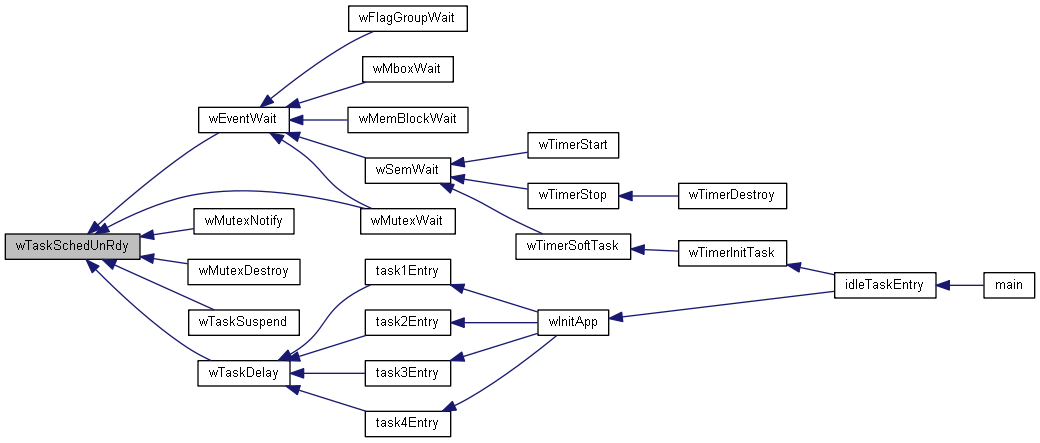 wFlagGroupWait
wMboxWait
wEventWait
wMemBlockWait
wTimerStart
wSemWait
wTimerStop
wTimerDestroy
wMutexNotify
wMutexWait
wTaskSchedUnRdy
wTimerSoftTask
wTimerInitTask
wMutexDestroy
task1Entry
idleTaskEntry
main
wTaskSuspend
task2Entry
wInitApp
wTaskDelay
task3Entry
task4Entry